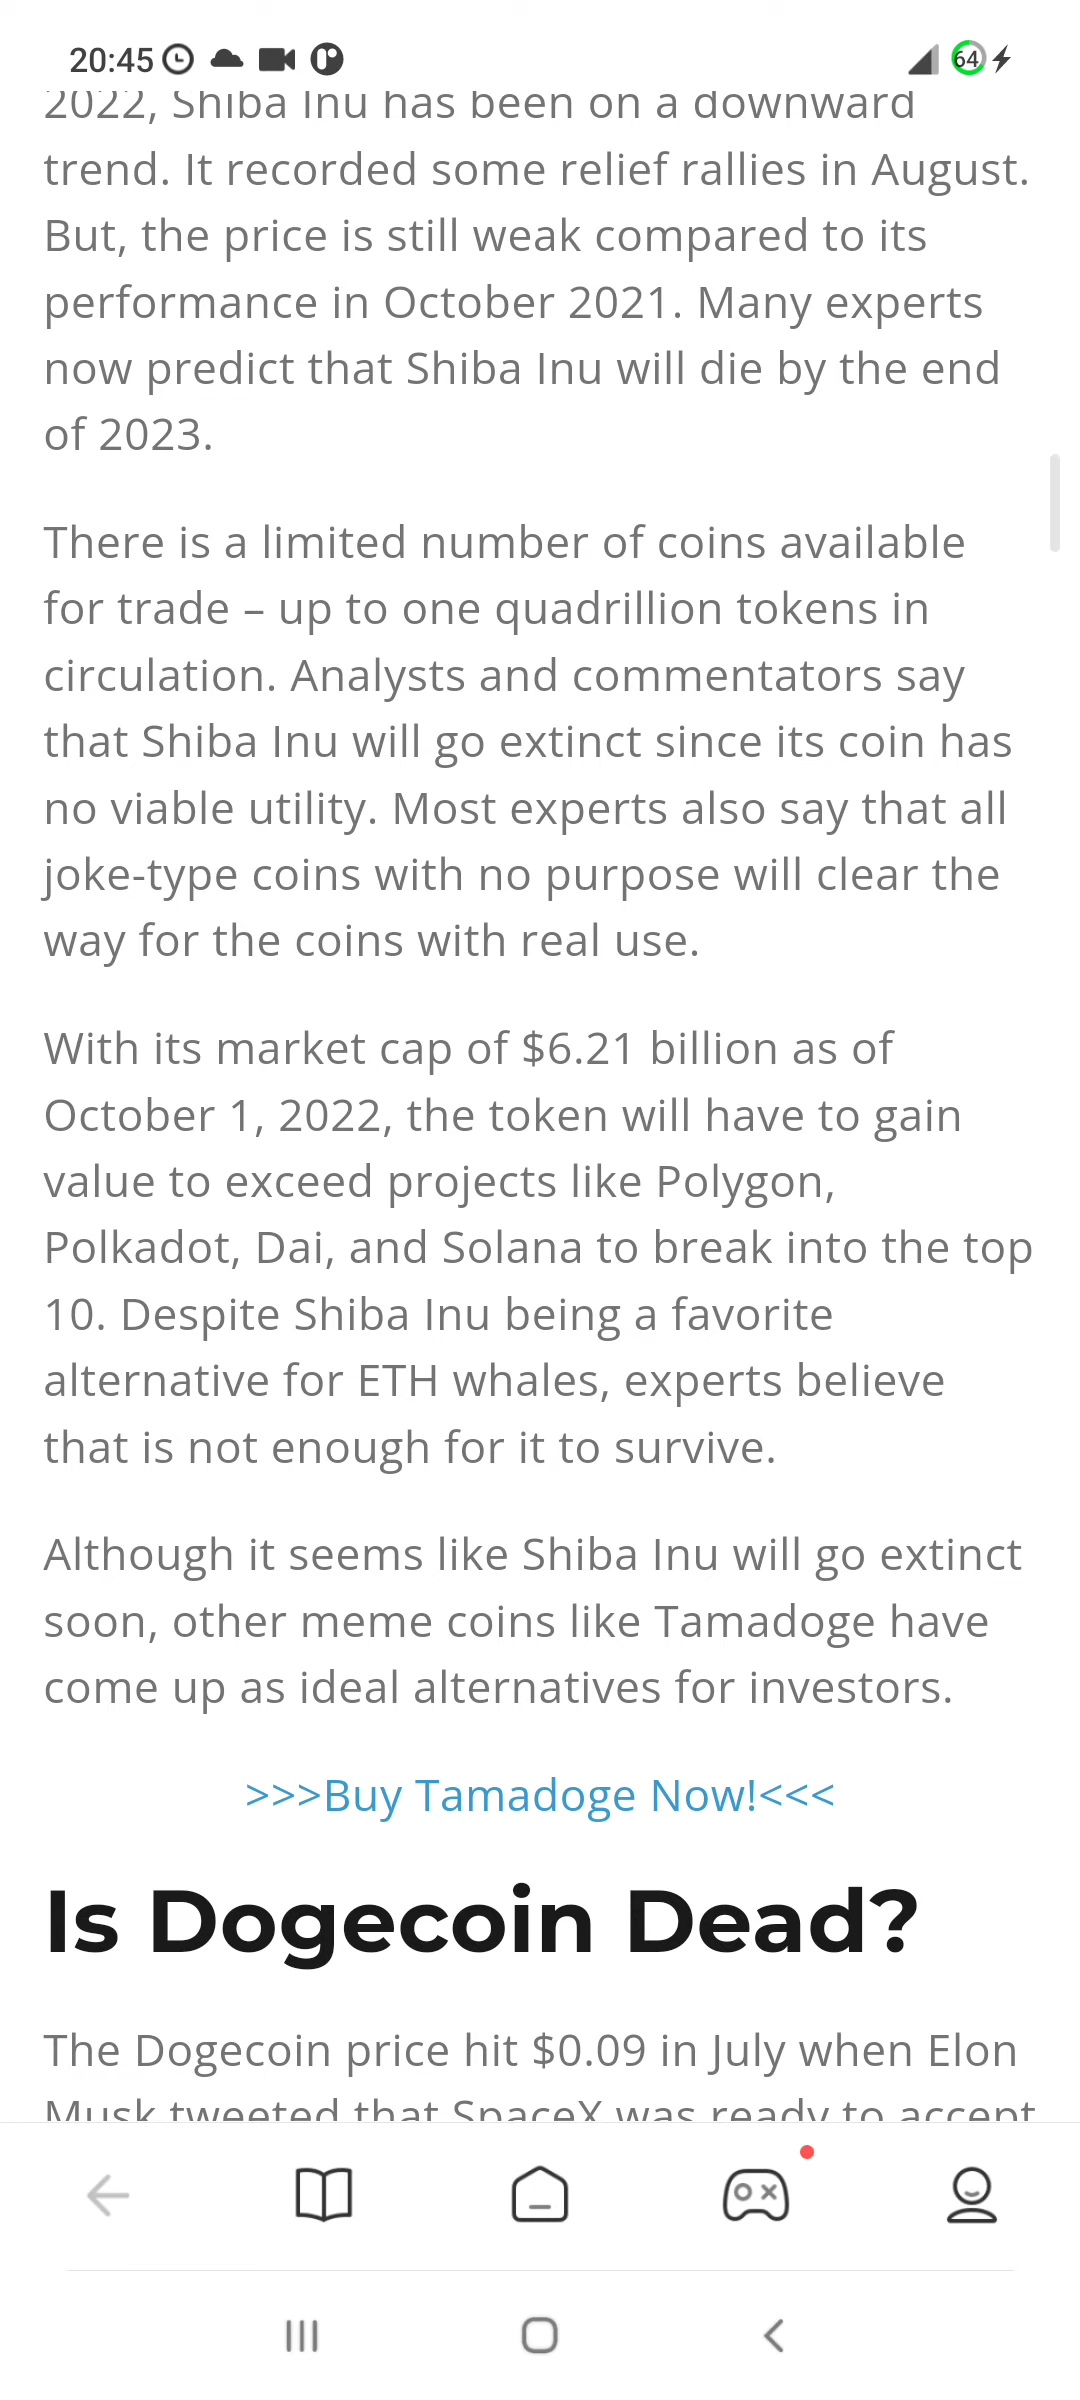 20:45
64
2022, Shiba Inu has been on a downward
trend. It recorded some relief rallies in August.
But, the price is still weak compared to its
performance in October 2021. Many experts
now predict that Shiba Inu will die by the end
of 2023.
There is a limited number of coins available
for trade – up to one quadrillion tokens in
circulation. Analysts and commentators say
that Shiba Inu will go extinct since its coin has
no viable utility. Most experts also say that all
joke-type coins with no purpose will clear the
way for the coins with real use.
With its market cap of $6.21 billion as of
October 1, 2022, the token will have to gain
value to exceed projects like Polygon,
Polkadot, Dai, and Solana to break into the top
10. Despite Shiba Inu being a favorite
alternative for ETH whales, experts believe
that is not enough for it to survive.
Although it seems like Shiba Inu will go extinct
soon, other meme coins like Tamadoge have
come up as ideal alternatives for investors.
>>>Buy Tamadoge Now!<<<
Is Dogecoin Dead?
The Dogecoin price hit $0.09 in July when Elon
Musk tweeted that SpaceX was ready to accept